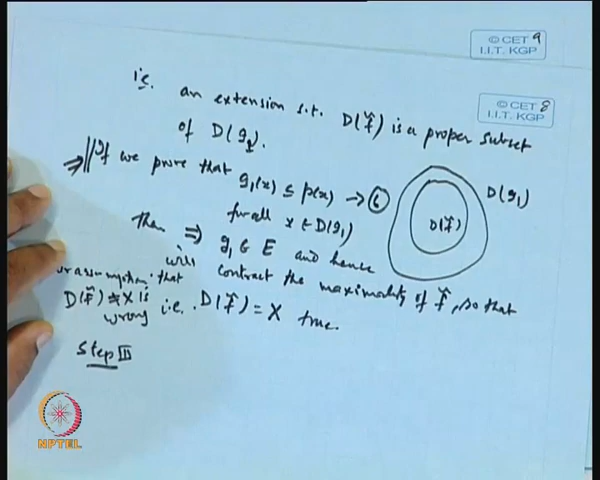 © CET 9
I.I.T. KGP
i.e. an extension s.t. D(f̃) is a proper subset
© CET 8
I.I.T. KGP
of D(g₁).
⇒ || If we prove that g₁(x) ≤ p(x) → ⑥
for all x ∈ D(g₁)
D(g₁)
D(f̃)
then ⇒ g₁ ∈ E and hence
will contract the maximality of f̃, so that
our assumption that
D(f̃) ≠ X is
wrong i.e. D(f̃) = X true.
Step III
NPTEL